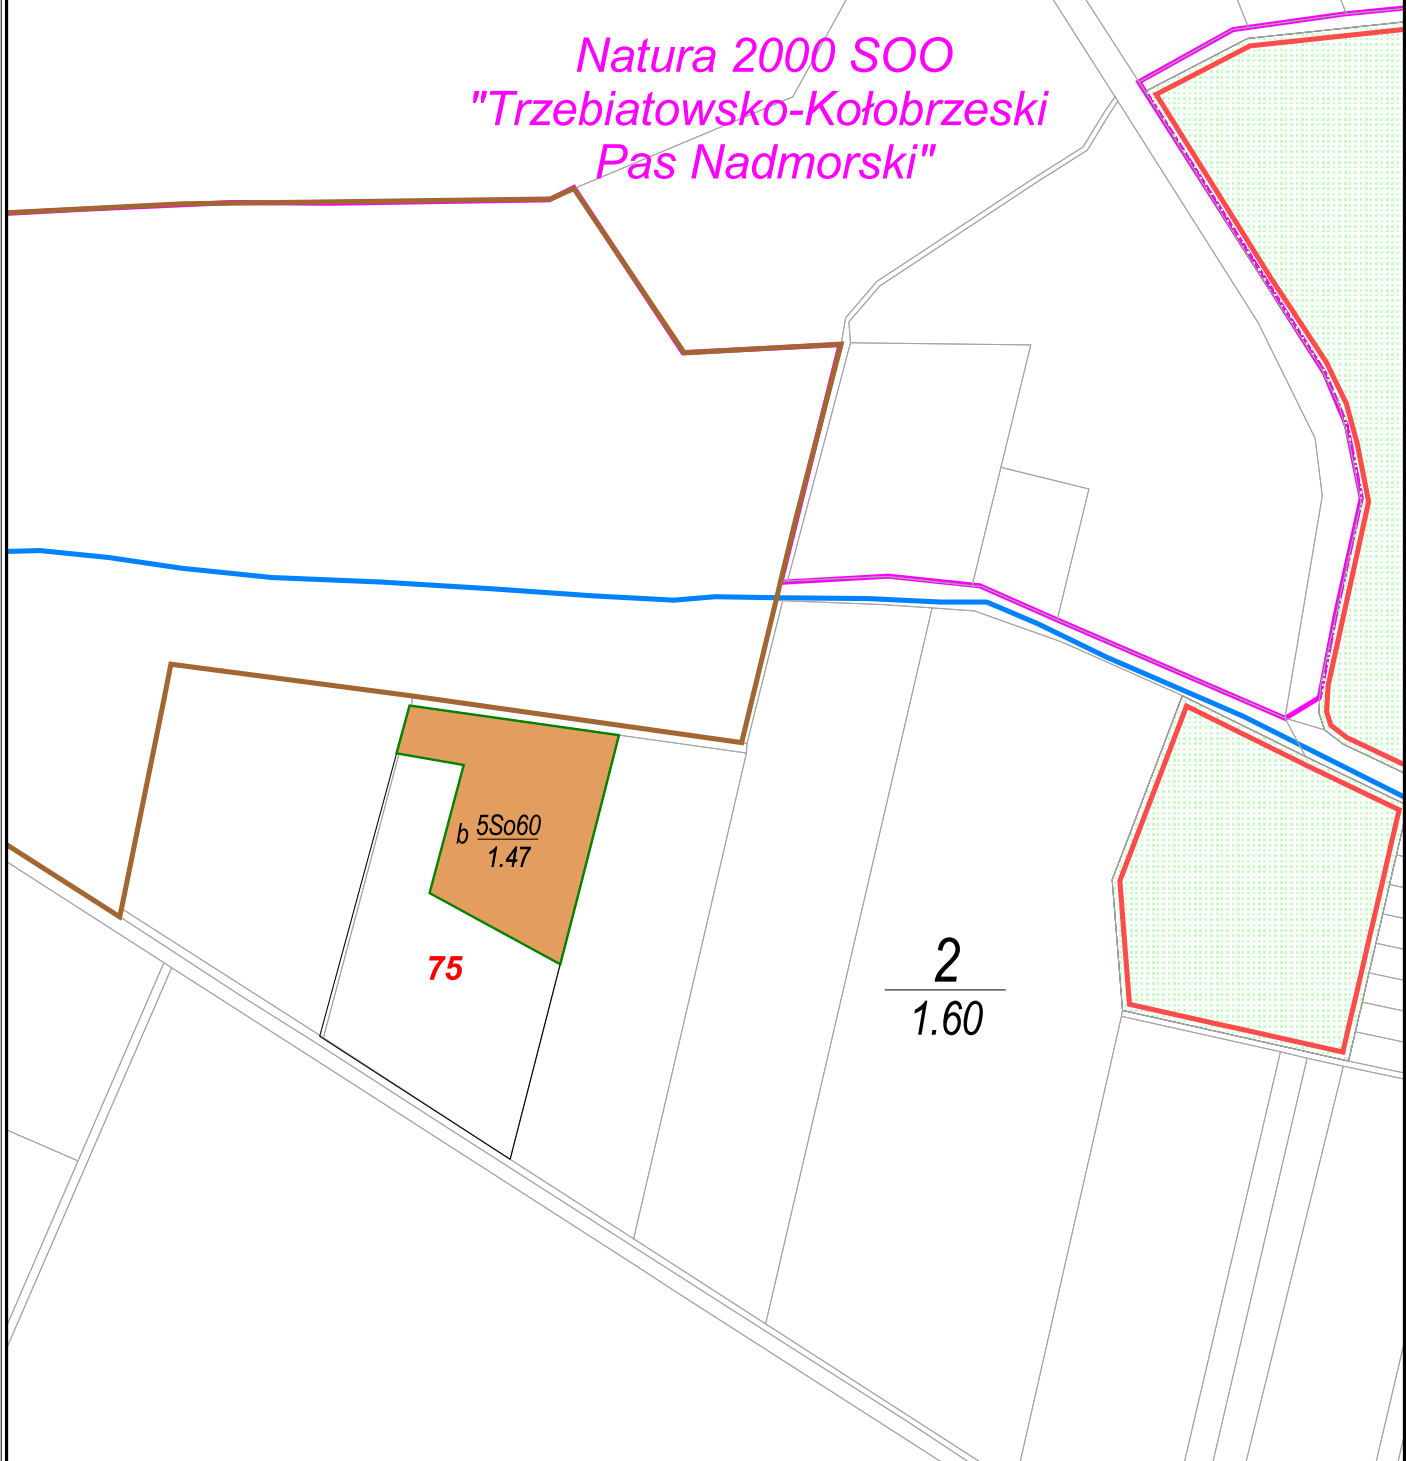 Natura 2000 SOO
"Trzebiatowsko-Kołobrzeski
Pas Nadmorski"
b 5So60
1.47
75
2
1.60